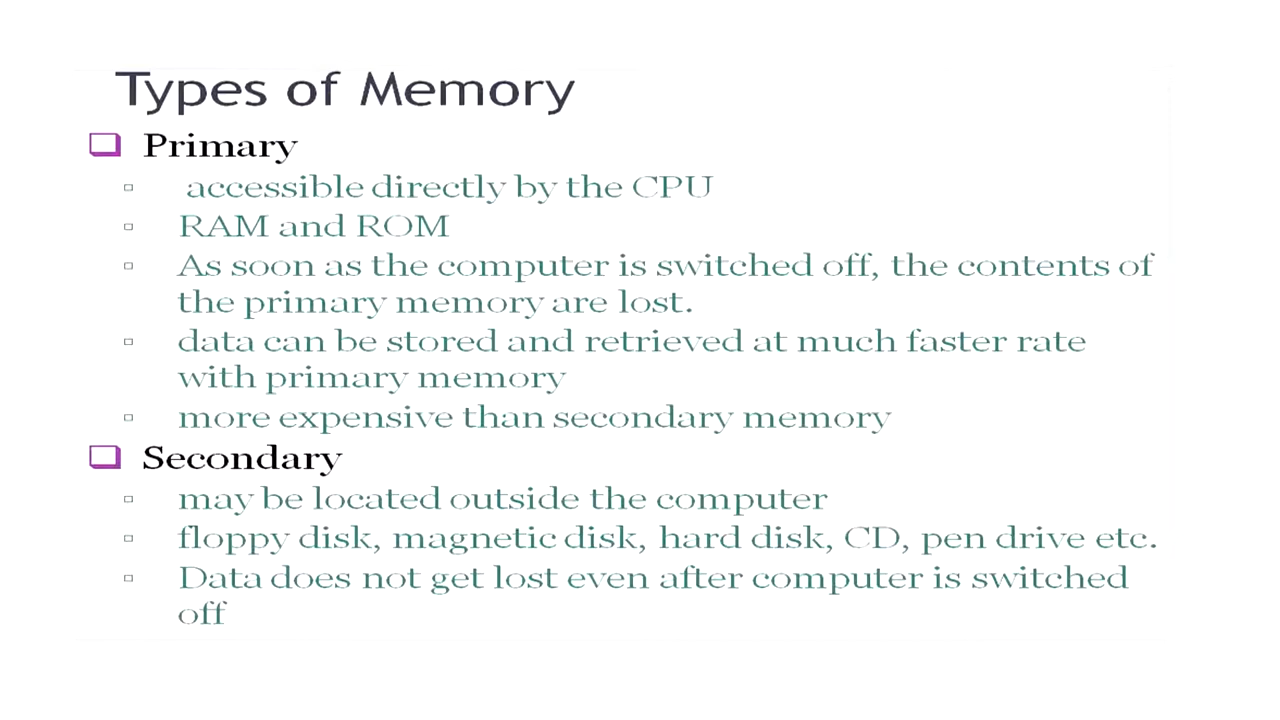 Types of Memory
Primary
accessible directly by the CPU
RAM and ROM
As soon as the computer is switched off, the contents of
the primary memory are lost.
data can be stored and retrieved at much faster rate
with primary memory
more expensive than secondary memory
Secondary
may be located outside the computer
floppy disk, magnetic disk, hard disk, CD, pen drive etc.
Data does not get lost even after computer is switched
off